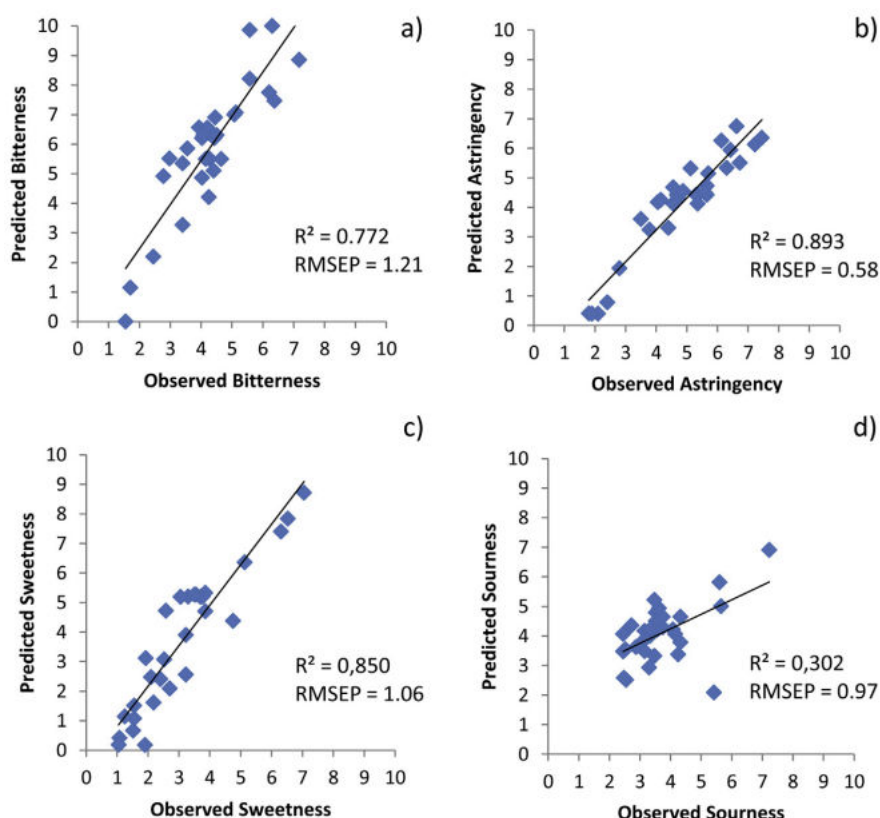 a)
10
9
8
7
6
5
4
3
2
1
0
Predicted Bitterness
R² = 0.772
RMSEP = 1.21
0 1 2 3 4 5 6 7 8 9 10
Observed Bitterness
b)
10
9
8
7
6
5
4
3
2
1
0
Predicted Astringency
R² = 0.893
RMSEP = 0.58
0 1 2 3 4 5 6 7 8 9 10
Observed Astringency
c)
10
9
8
7
6
5
4
3
2
1
0
Predicted Sweetness
R² = 0,850
RMSEP = 1.06
0 1 2 3 4 5 6 7 8 9 10
Observed Sweetness
d)
10
9
8
7
6
5
4
3
2
1
0
Predicted Sourness
R² = 0,302
RMSEP = 0.97
0 1 2 3 4 5 6 7 8 9 10
Observed Sourness